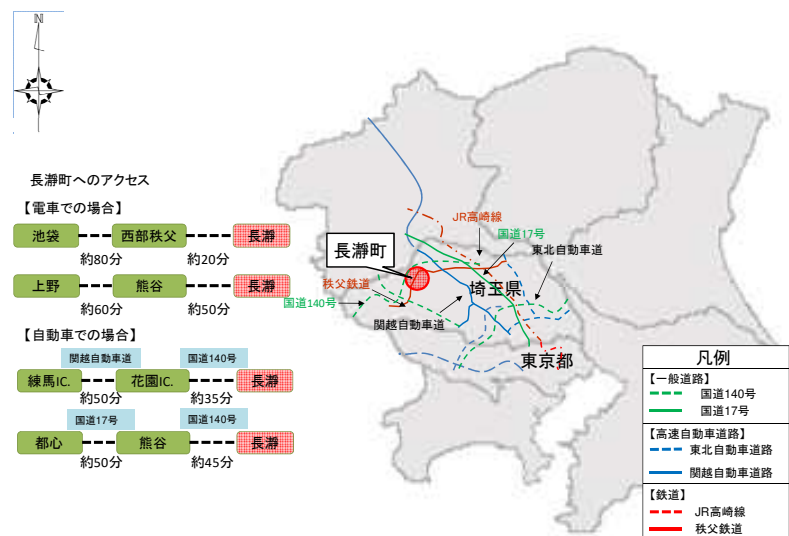 N
長瀞町へのアクセス
【電車での場合】
池袋 西部秩父 長瀞
約80分 約20分
上野 熊谷 長瀞
約60分 約50分
【自動車での場合】
関越自動車道 国道140号
練馬IC. 花園IC. 長瀞
約50分 約35分
国道17号 国道140号
都心 熊谷 長瀞
約50分 約45分
JR高崎線
国道17号
東北自動車道
長瀞町
秩父鉄道
埼玉県
国道140号
関越自動車道
東京都
凡例
【一般道路】
国道140号
国道17号
【高速自動車道路】
東北自動車道路
関越自動車道路
【鉄道】
JR高崎線
秩父鉄道